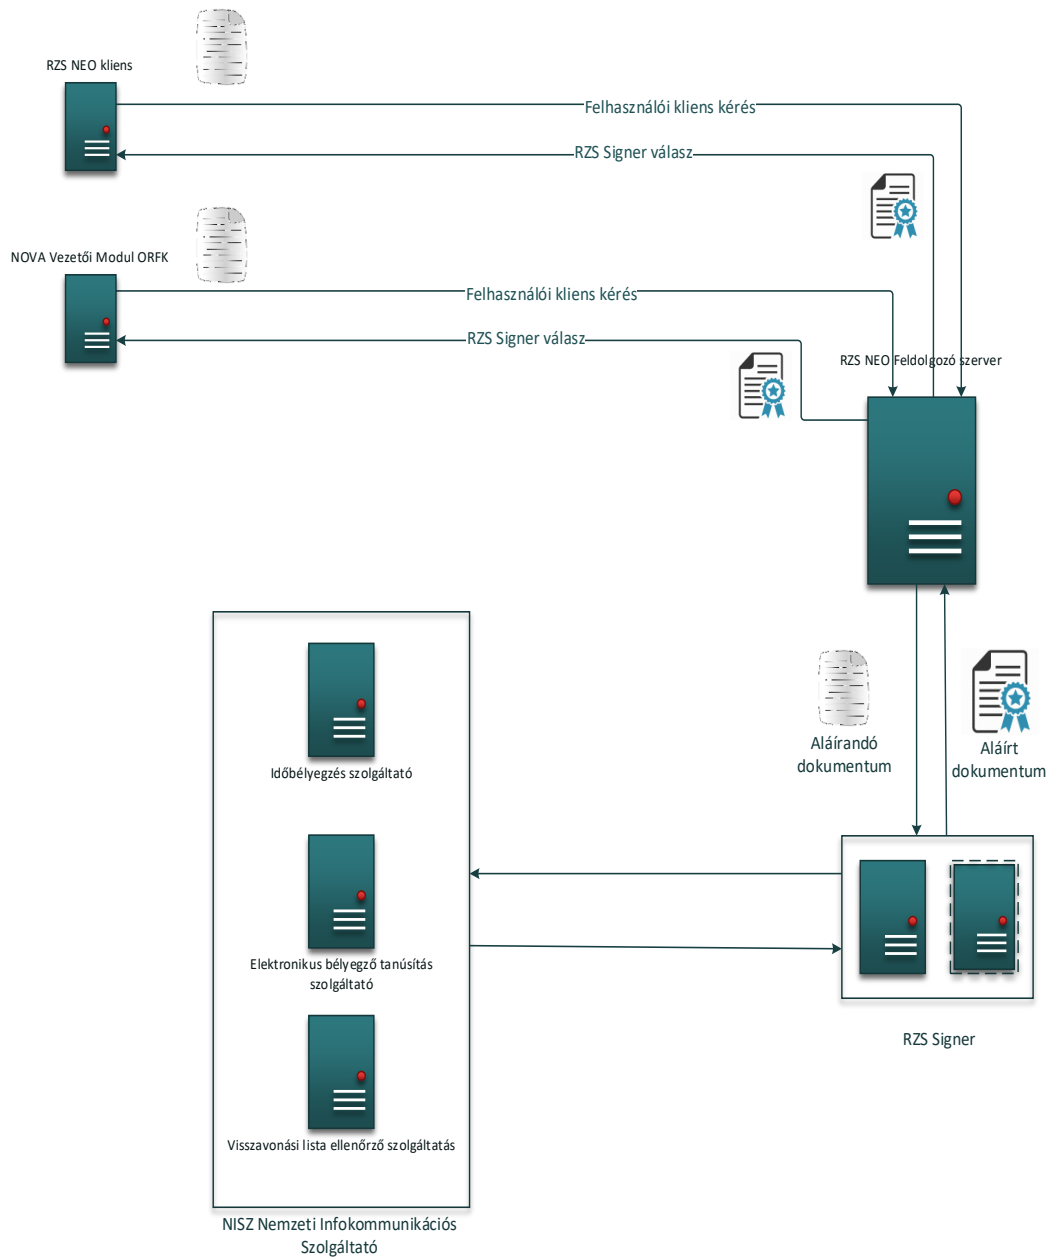 RZS NEO kliens
Felhasználói kliens kérés
RZS Signer válasz
NOVA Vezetői Modul ORFK
Felhasználói kliens kérés
RZS Signer válasz
RZS NEO Feldolgozó szerver
Aláírandó
dokumentum
Aláírt
dokumentum
Időbélyegzés szolgáltató
Elektronikus bélyegző tanúsítás
szolgáltató
RZS Signer
Visszavonási lista ellenőrző szolgáltatás
NISZ Nemzeti Infokommunikációs
Szolgáltató